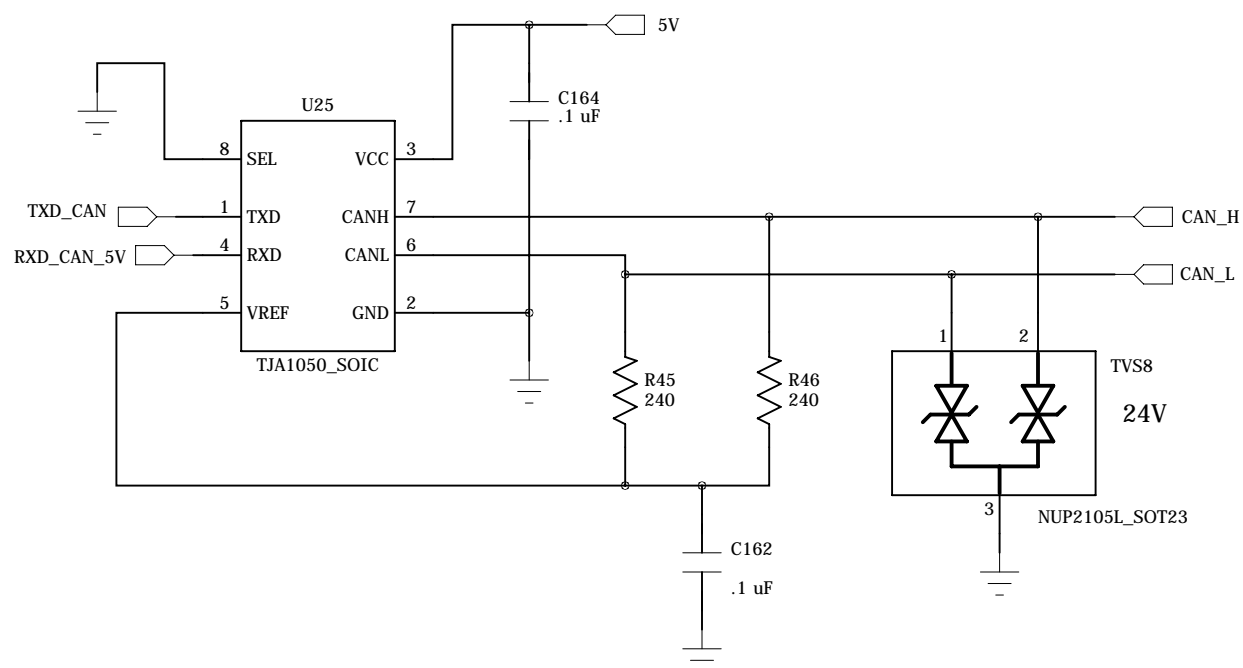 5V
C164
.1 uF
U25
8 SEL VCC 3
TXD_CAN 1 TXD CANH 7 CAN_H
RXD_CAN_5V 4 RXD CANL 6 CAN_L
5 VREF GND 2
TJA1050_SOIC
1 2
TVS8
R45
240
R46
240
24V
3
NUP2105L_SOT23
C162
.1 uF